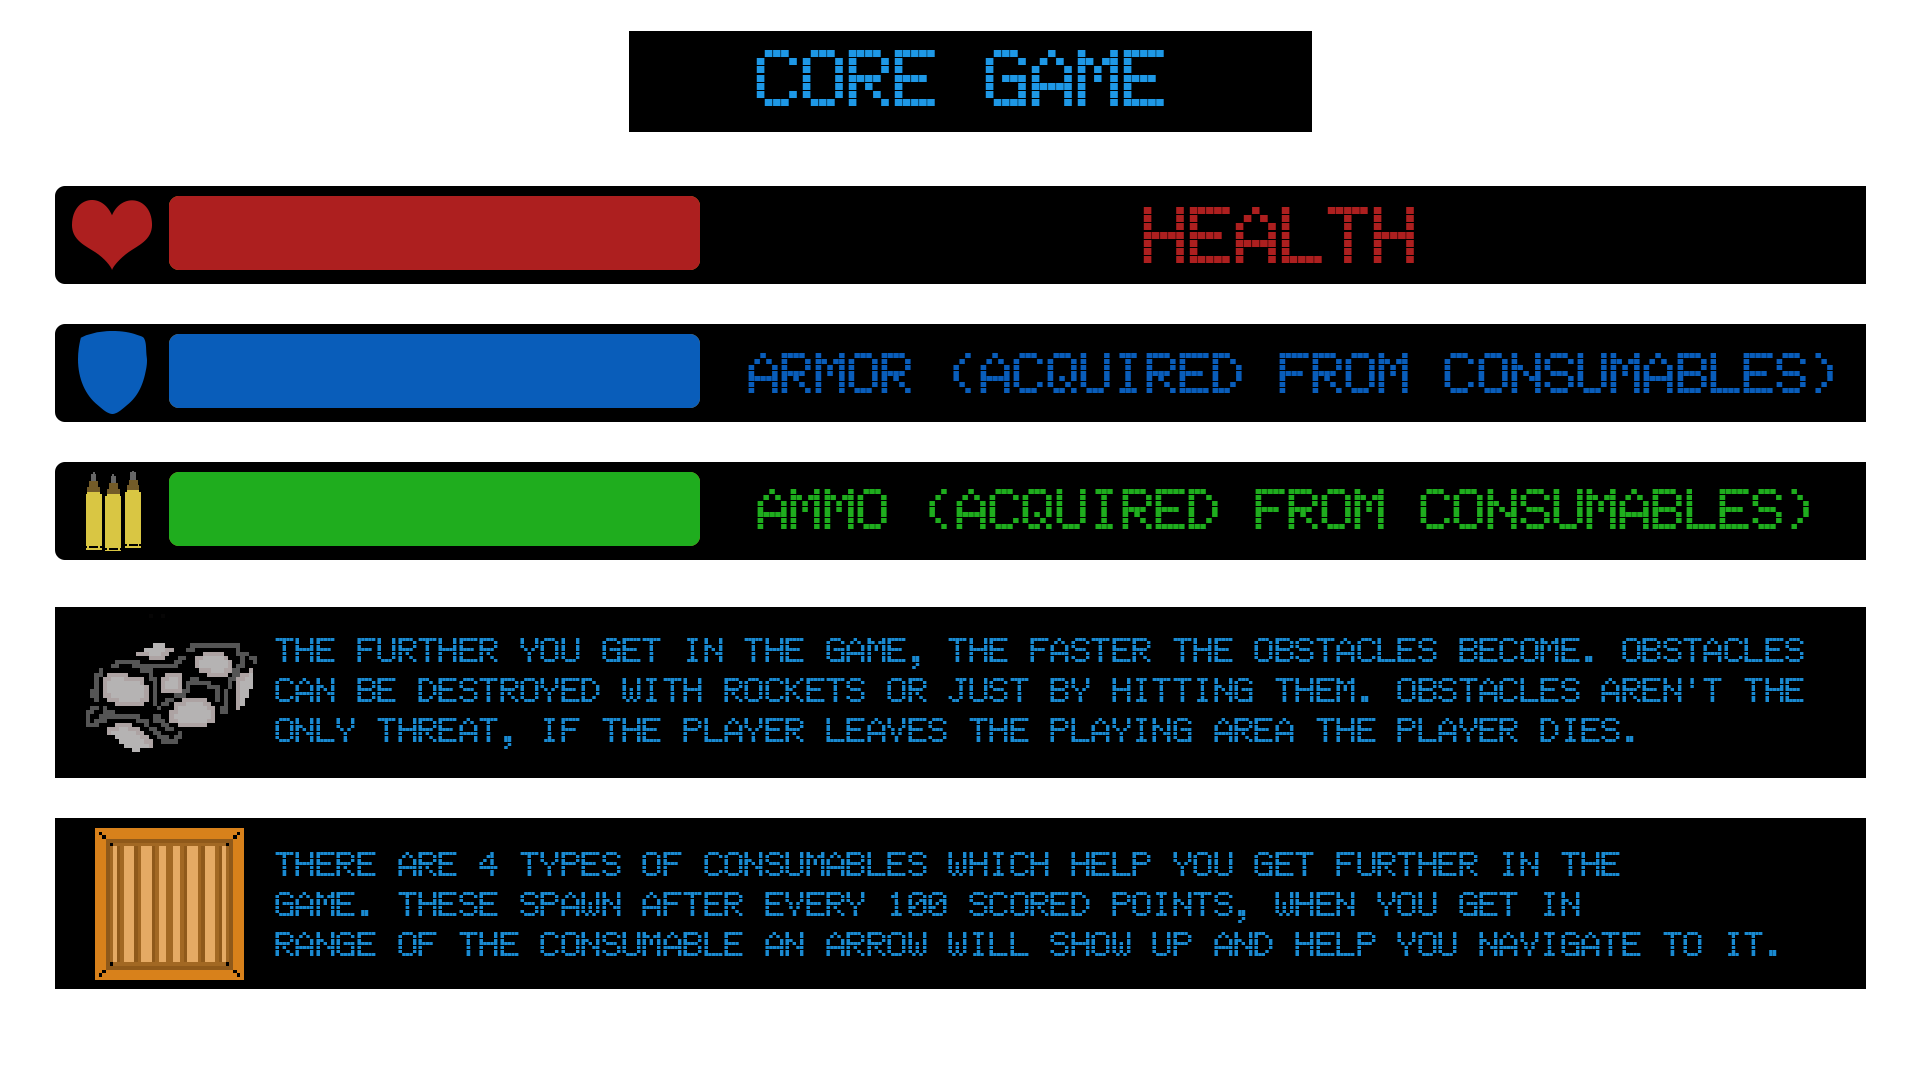 CORE GAME
HEALTH
ARMOR (ACQUIRED FROM CONSUMABLES)
AMMO (ACQUIRED FROM CONSUMABLES)
THE FURTHER YOU GET IN THE GAME, THE FASTER THE OBSTACLES BECOME. OBSTACLES
CAN BE DESTROYED WITH ROCKETS OR JUST BY HITTING THEM. OBSTACLES AREN'T THE
ONLY THREAT, IF THE PLAYER LEAVES THE PLAYING AREA THE PLAYER DIES.
THERE ARE 4 TYPES OF CONSUMABLES WHICH HELP YOU GET FURTHER IN THE
GAME. THESE SPAWN AFTER EVERY 100 SCORED POINTS, WHEN YOU GET IN
RANGE OF THE CONSUMABLE AN ARROW WILL SHOW UP AND HELP YOU NAVIGATE TO IT.